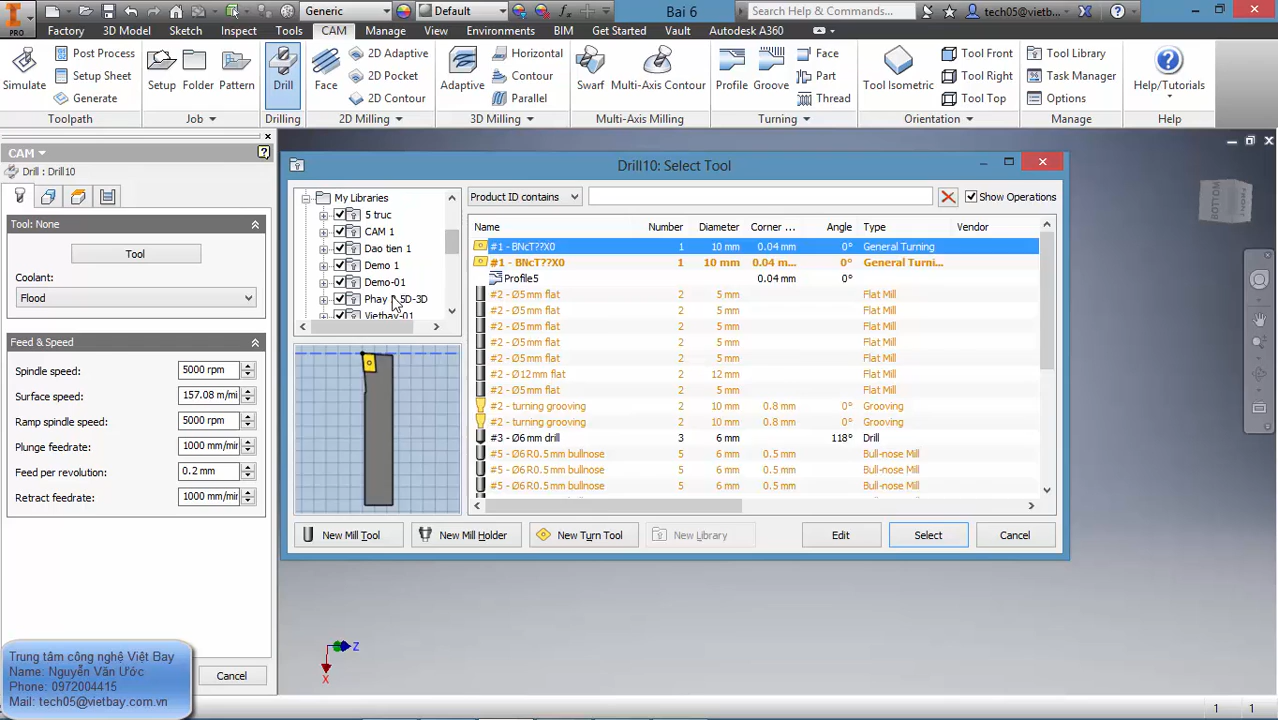 PRO
Generic
Default
Bai 6
Search Help & Commands...
tech05@vietb...
Factory 3D Model Sketch Inspect Tools CAM Manage View Environments BIM Get Started Vault Autodesk A360
Simulate
Post Process
Setup Sheet
Generate
Toolpath
Setup Folder Pattern
Job
Drill
Drilling
Face
2D Adaptive
2D Pocket
2D Contour
2D Milling
Adaptive
Horizontal
Contour
Parallel
3D Milling
Swarf Multi-Axis Contour
Multi-Axis Milling
Profile Groove
Face
Part
Thread
Turning
Tool Isometric
Tool Front
Tool Right
Tool Top
Orientation
Tool Library
Task Manager
Options
Manage
Help/Tutorials
Help
CAM
Drill : Drill10
Tool: None
Tool
Coolant:
Flood
Feed & Speed
Spindle speed: 5000 rpm
Surface speed: 157.08 m/mi
Ramp spindle speed: 5000 rpm
Plunge feedrate: 1000 mm/mi
Feed per revolution: 0.2 mm
Retract feedrate: 1000 mm/mi
Cancel
Trung tâm công nghệ Việt Bay
Name: Nguyễn Văn Ước
Phone: 0972004415
Mail: tech05@vietbay.com.vn
Drill10: Select Tool
My Libraries
5 truc
CAM 1
Dao tien 1
Demo 1
Demo-01
Phay 5D-3D
Vietbay-01
Product ID contains
Show Operations
Name Number Diameter Corner ... Angle Type Vendor
#1 - BNcT??X0 1 10 mm 0.04 mm 0° General Turning
#1 - BNcT??X0 1 10 mm 0.04 m... 0° General Turni...
Profile5 0.04 mm 0°
#2 - Ø5mm flat 2 5 mm Flat Mill
#2 - Ø5mm flat 2 5 mm Flat Mill
#2 - Ø5mm flat 2 5 mm Flat Mill
#2 - Ø5mm flat 2 5 mm Flat Mill
#2 - Ø5mm flat 2 5 mm Flat Mill
#2 - Ø12mm flat 2 12 mm Flat Mill
#2 - Ø5mm flat 2 5 mm Flat Mill
#2 - turning grooving 2 10 mm 0.8 mm 0° Grooving
#2 - turning grooving 2 10 mm 0.8 mm 0° Grooving
#3 - Ø6mm drill 3 6 mm 118° Drill
#5 - Ø6 R0.5mm bullnose 5 6 mm 0.5 mm Bull-nose Mill
#5 - Ø6 R0.5mm bullnose 5 6 mm 0.5 mm Bull-nose Mill
#5 - Ø6 R0.5mm bullnose 5 6 mm 0.5 mm Bull-nose Mill
New Mill Tool New Mill Holder New Turn Tool New Library Edit Select Cancel
BOTTOM
Z
X
1 1